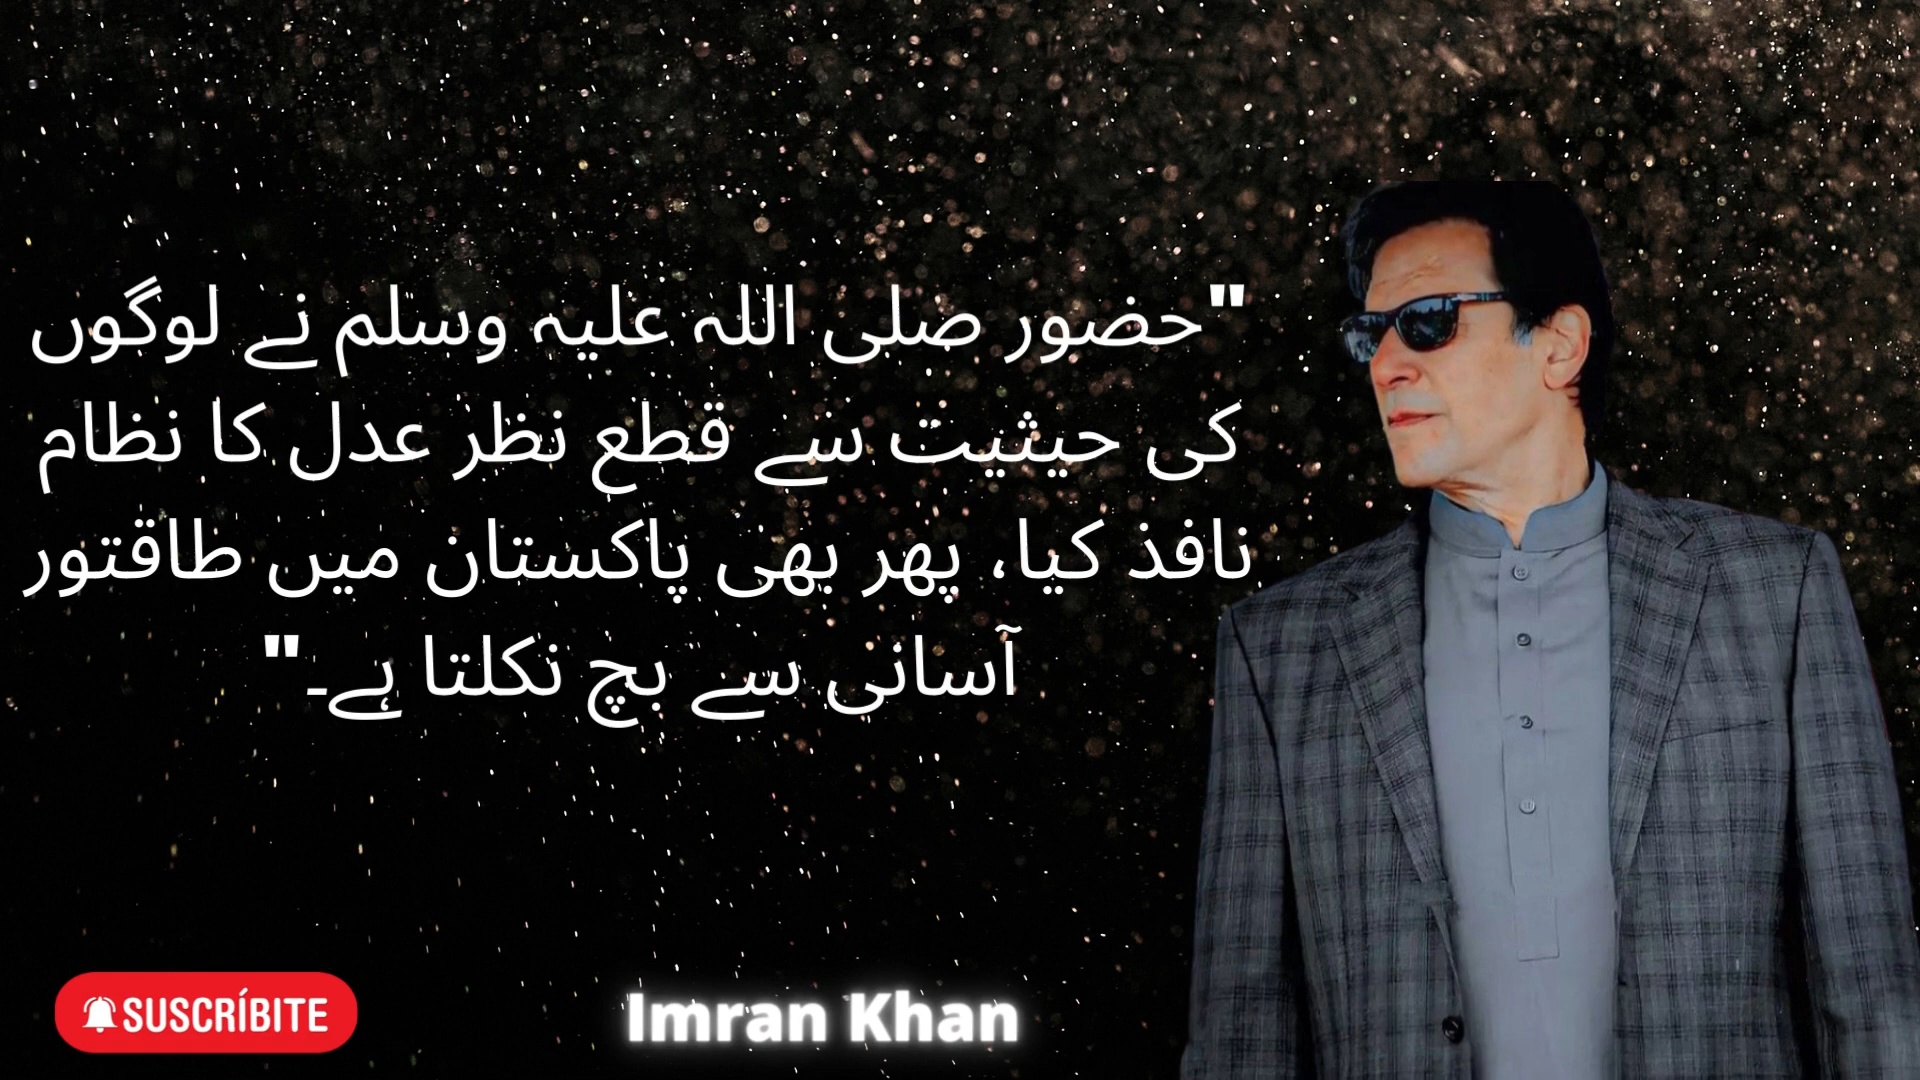 "حضور صلی اللہ علیہ وسلم نے لوگوں
کی حیثیت سے قطع نظر عدل کا نظام
نافذ کیا، پھر بھی پاکستان میں طاقتور
آسانی سے بچ نکلتا ہے۔"
SUSCRÍBITE
Imran Khan